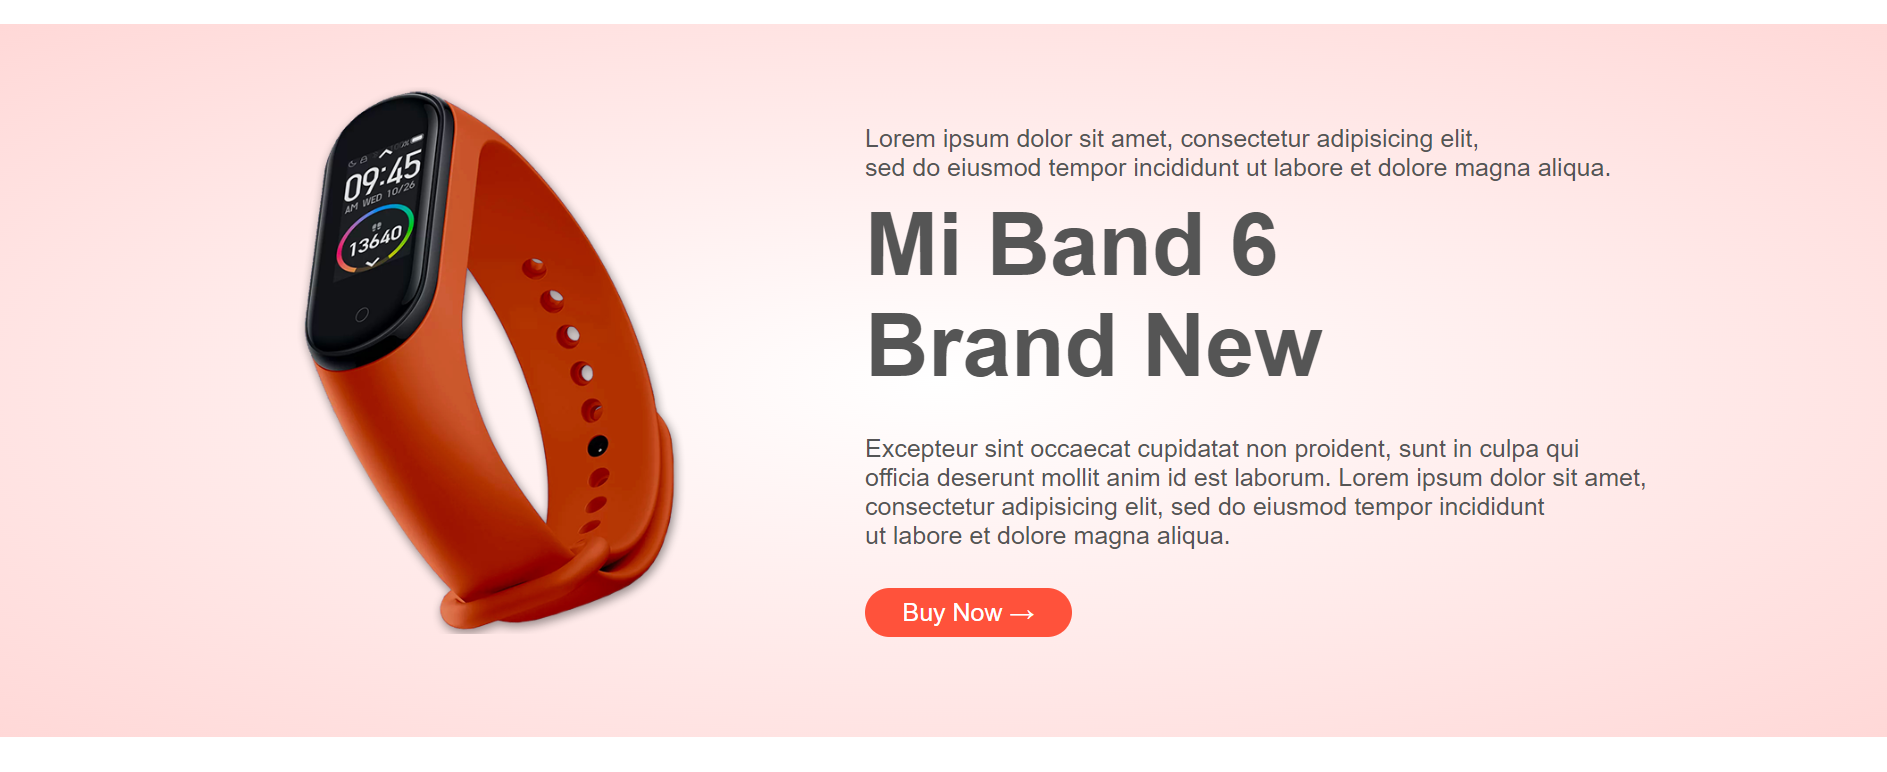 09:45
AM WED 10/26
13640
Lorem ipsum dolor sit amet, consectetur adipisicing elit,
sed do eiusmod tempor incididunt ut labore et dolore magna aliqua.
Mi Band 6
Brand New
Excepteur sint occaecat cupidatat non proident, sunt in culpa qui
officia deserunt mollit anim id est laborum. Lorem ipsum dolor sit amet,
consectetur adipisicing elit, sed do eiusmod tempor incididunt
ut labore et dolore magna aliqua.
Buy Now →